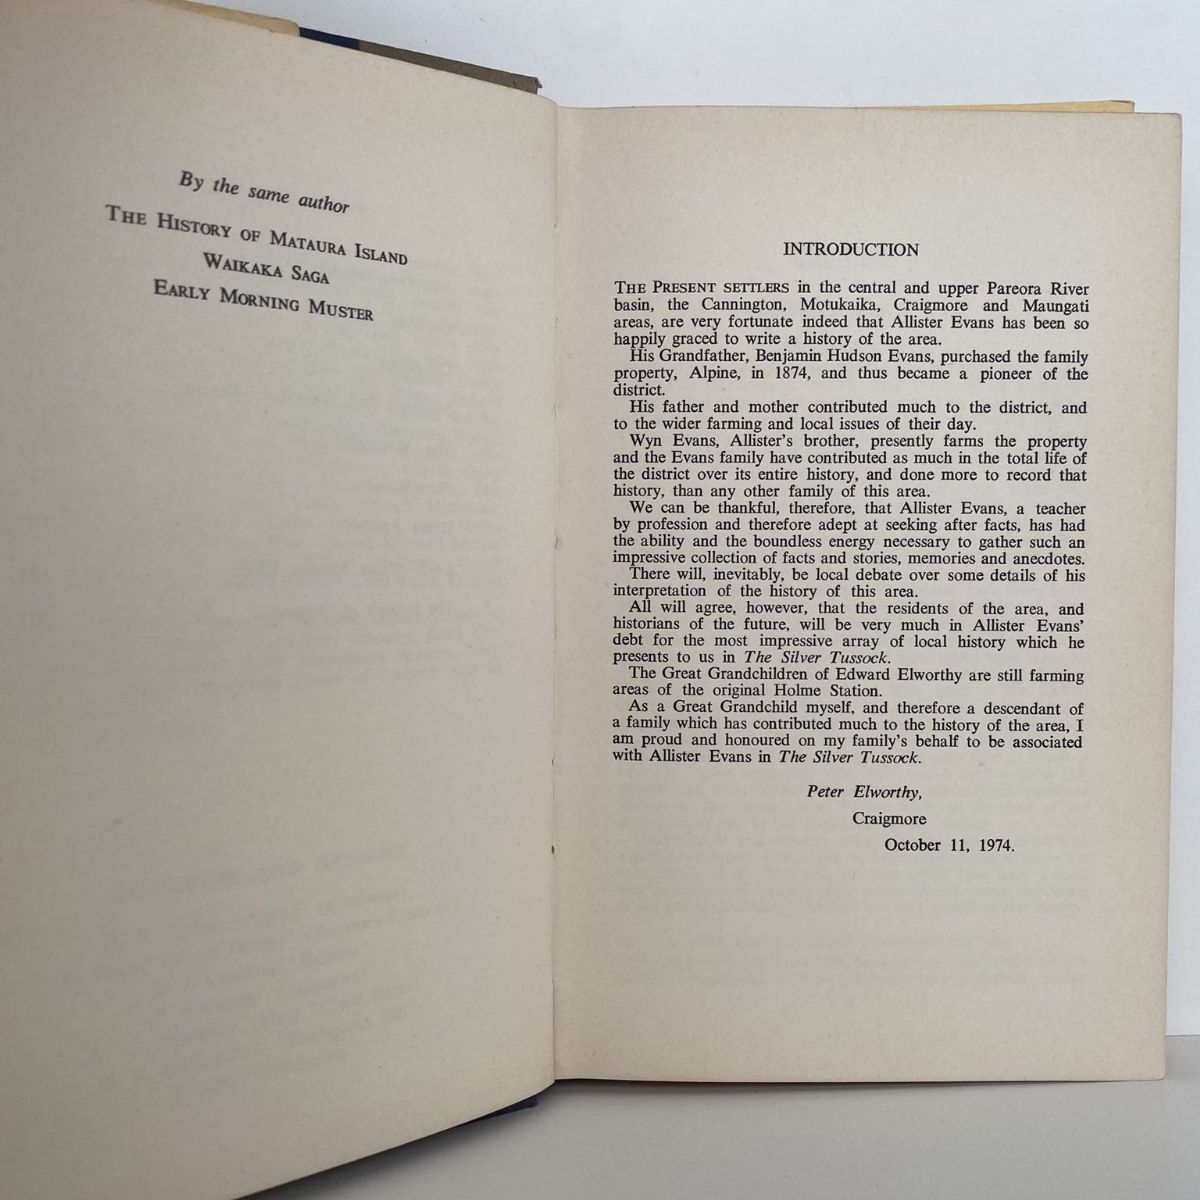 By the same author
THE HISTORY OF MATAURA ISLAND
WAIKAKA SAGA
EARLY MORNING MUSTER
INTRODUCTION
THE PRESENT SETTLERS in the central and upper Pareora River
basin, the Cannington, Motukaika, Craigmore and Maungati
areas, are very fortunate indeed that Allister Evans has been so
happily graced to write a history of the area.
His Grandfather, Benjamin Hudson Evans, purchased the family
property, Alpine, in 1874, and thus became a pioneer of the
district.
His father and mother contributed much to the district, and
to the wider farming and local issues of their day.
Wyn Evans, Allister's brother, presently farms the property
and the Evans family have contributed as much in the total life of
the district over its entire history, and done more to record that
history, than any other family of this area.
We can be thankful, therefore, that Allister Evans, a teacher
by profession and therefore adept at seeking after facts, has had
the ability and the boundless energy necessary to gather such an
impressive collection of facts and stories, memories and anecdotes.
There will, inevitably, be local debate over some details of his
interpretation of the history of this area.
All will agree, however, that the residents of the area, and
historians of the future, will be very much in Allister Evans'
debt for the most impressive array of local history which he
presents to us in The Silver Tussock.
The Great Grandchildren of Edward Elworthy are still farming
areas of the original Holme Station.
As a Great Grandchild myself, and therefore a descendant of
a family which has contributed much to the history of the area, I
am proud and honoured on my family's behalf to be associated
with Allister Evans in The Silver Tussock.
Peter Elworthy,
Craigmore
October 11, 1974.